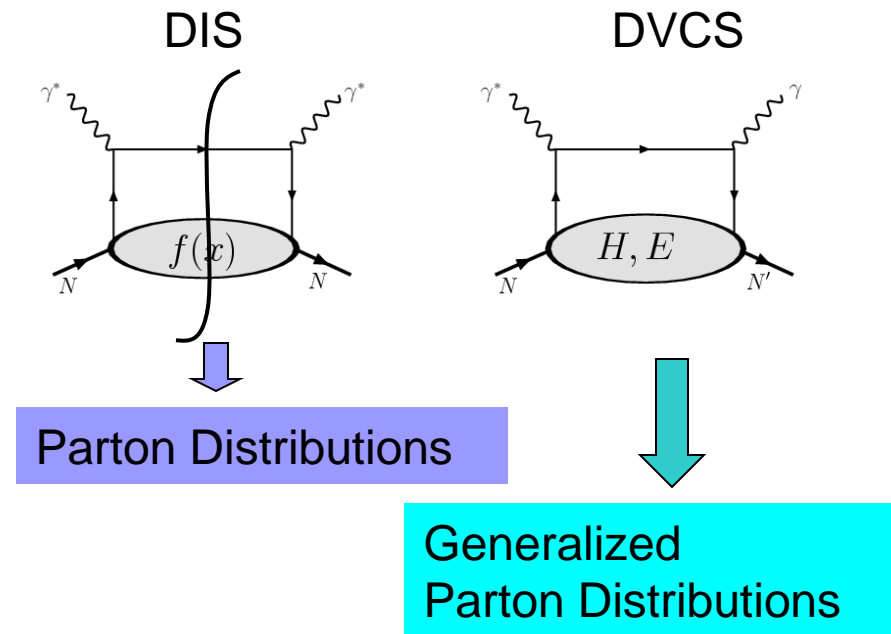 DIS
DVCS
γ* γ*
γ* γ
f(x)
H, E
N N
N N′
Parton Distributions
Generalized
Parton Distributions